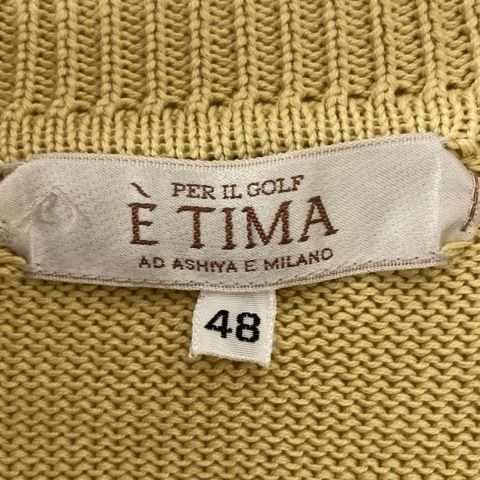 PER IL GOLF
È TIMA
AD ASHIYA E MILANO
48